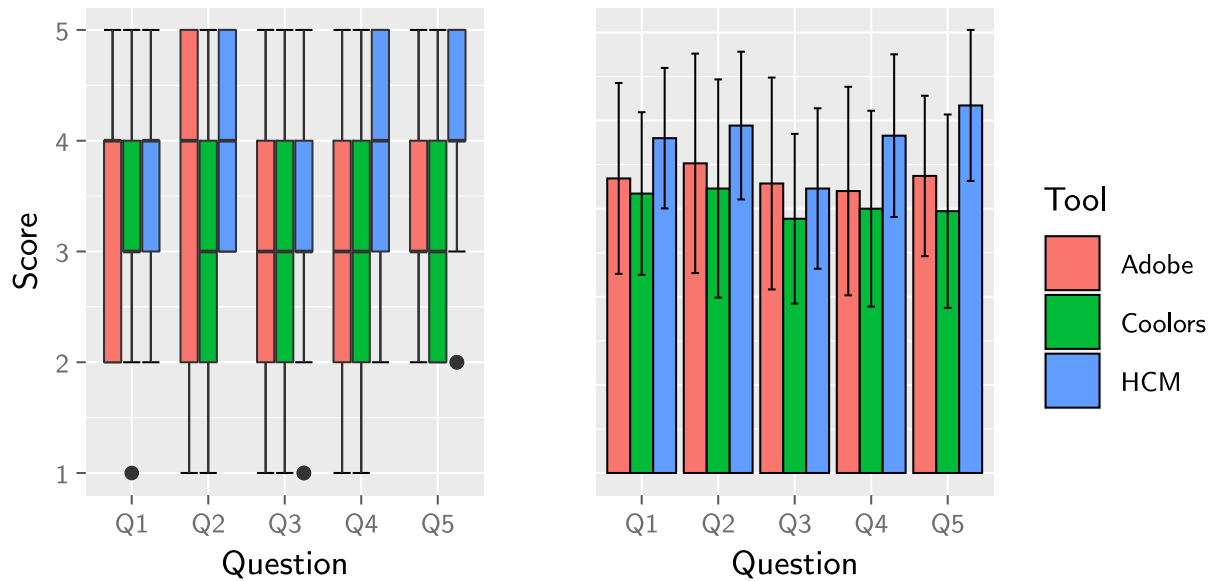 5
4
3
2
1
Score
Q1 Q2 Q3 Q4 Q5
Question
Q1 Q2 Q3 Q4 Q5
Question
Tool
Adobe
Coolors
HCM